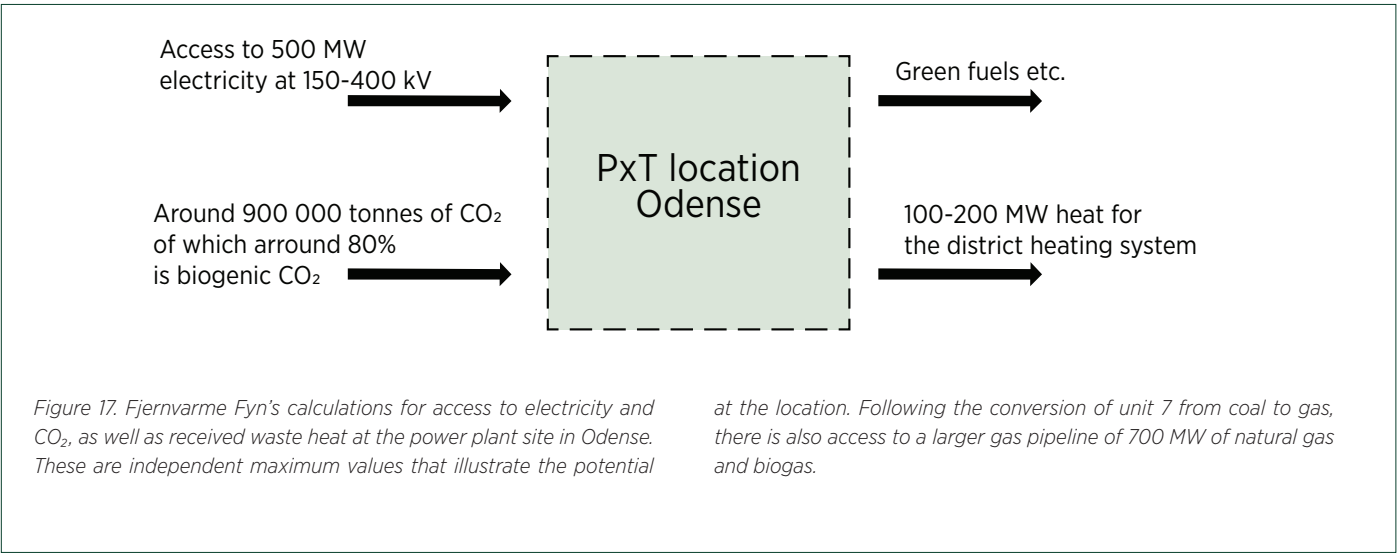 Access to 500 MW
electricity at 150-400 kV
Green fuels etc.
PxT location
Odense
Around 900 000 tonnes of CO₂
of which arround 80%
is biogenic CO₂
100-200 MW heat for
the district heating system
Figure 17. Fjernvarme Fyn's calculations for access to electricity and
CO₂, as well as received waste heat at the power plant site in Odense.
These are independent maximum values that illustrate the potential
at the location. Following the conversion of unit 7 from coal to gas,
there is also access to a larger gas pipeline of 700 MW of natural gas
and biogas.